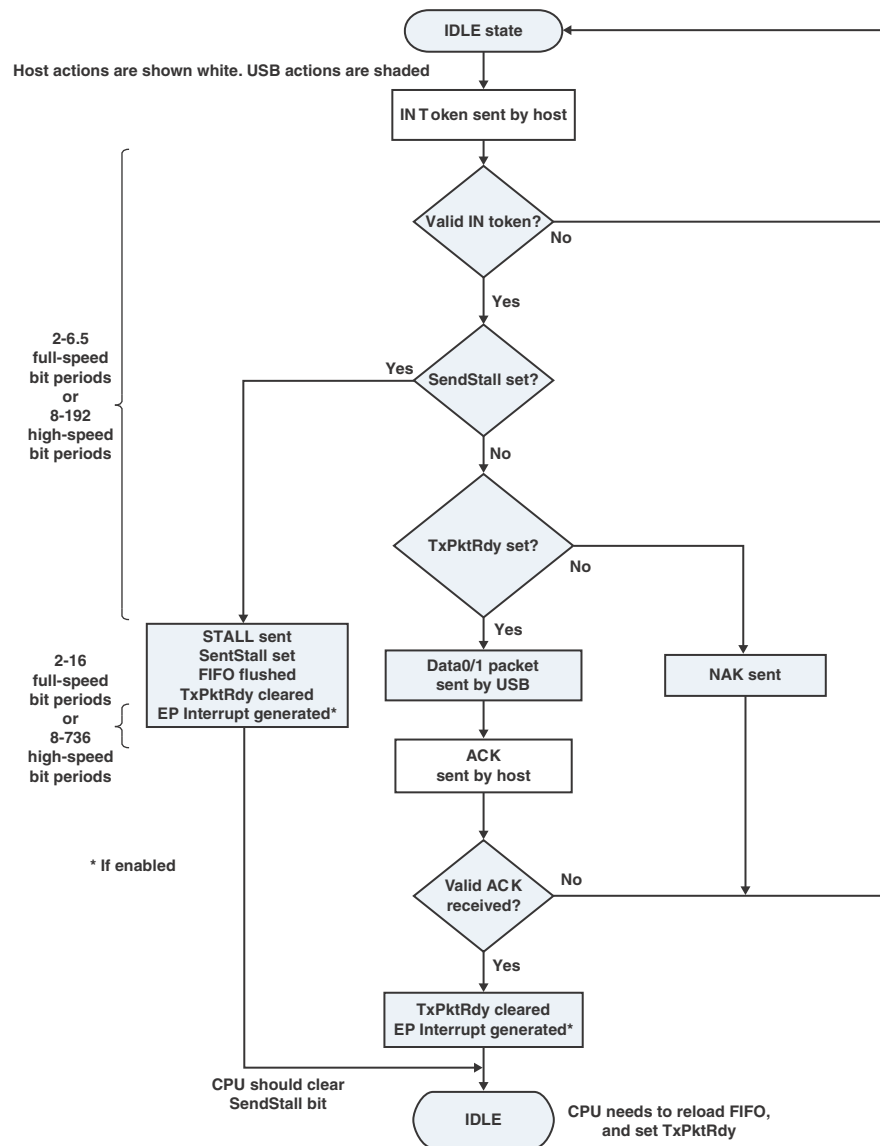 IDLE state
Host actions are shown white. USB actions are shaded
IN Token sent by host
Valid IN token?
No
Yes
2-6.5
full-speed
bit periods
or
8-192
high-speed
bit periods
Yes
SendStall set?
No
TxPktRdy set?
No
Yes
STALL sent
SentStall set
FIFO flushed
TxPktRdy cleared
EP Interrupt generated*
2-16
full-speed
bit periods
or
8-736
high-speed
bit periods
Data0/1 packet
sent by USB
NAK sent
ACK
sent by host
* If enabled
Valid ACK
received?
No
Yes
TxPktRdy cleared
EP Interrupt generated*
CPU should clear
SendStall bit
IDLE
CPU needs to reload FIFO,
and set TxPktRdy